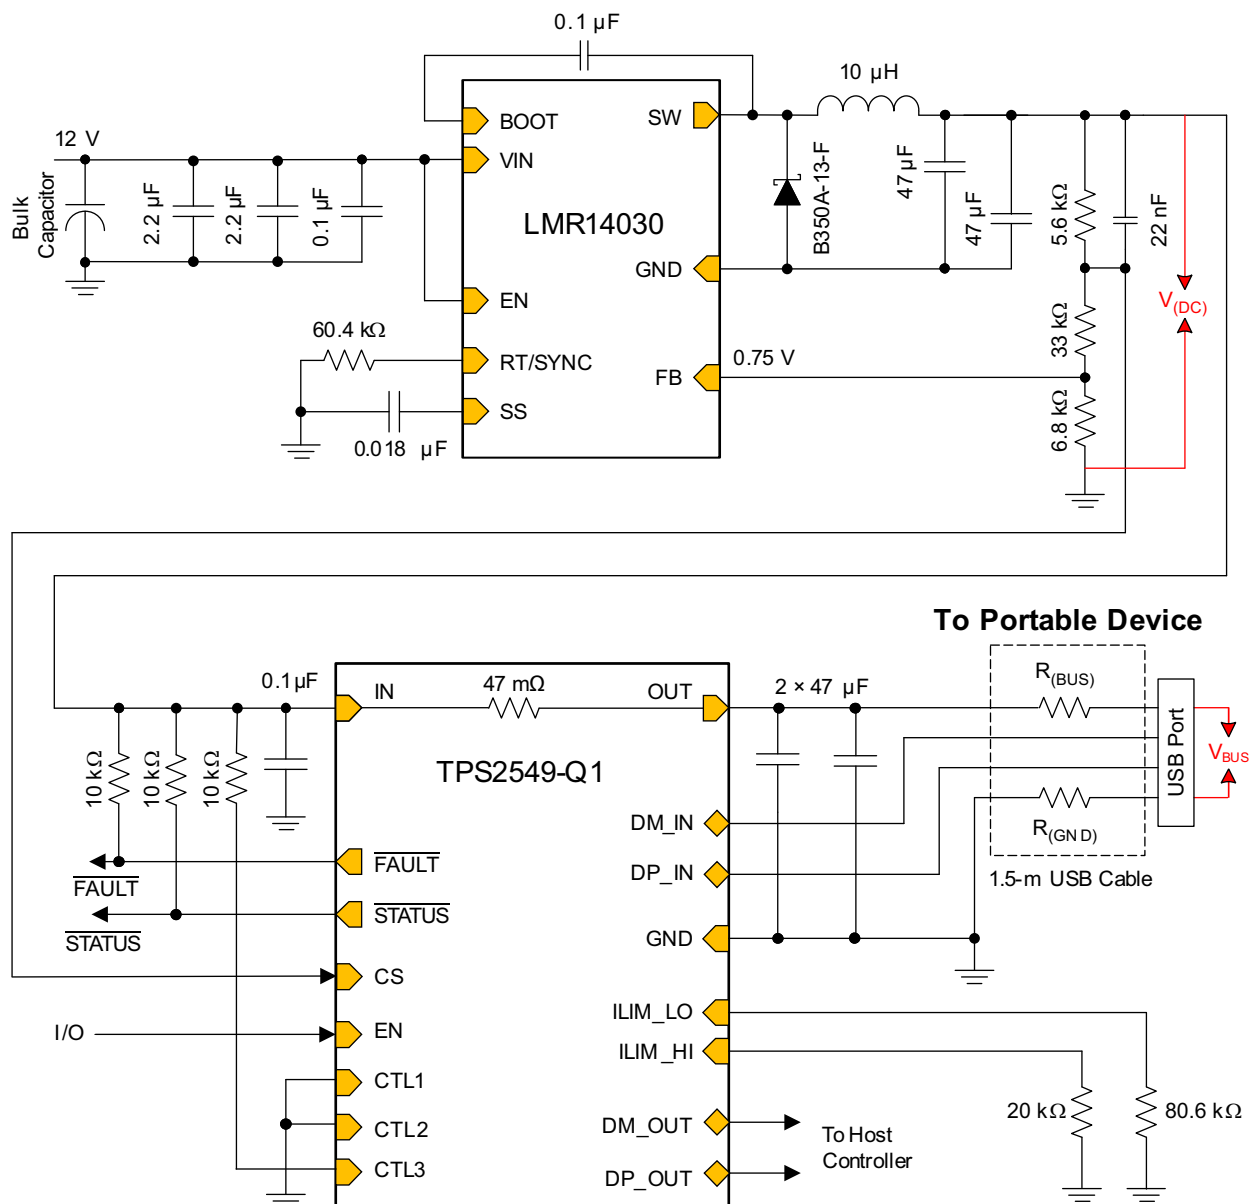 0.1 µF
10 µH
BOOT
SW
12 V
VIN
Bulk
Capacitor
2.2 µF
2.2 µF
0.1 µF
LMR14030
B350A-13-F
47 µF
47 µF
5.6 kΩ
22 nF
GND
EN
V(DC)
60.4 kΩ
33 kΩ
RT/SYNC
FB
0.75 V
SS
0.018 µF
6.8 kΩ
To Portable Device
0.1 µF
IN
47 mΩ
OUT
2 × 47 µF
R(BUS)
10 kΩ
10 kΩ
10 kΩ
TPS2549-Q1
USB Port
VBUS
DM_IN
R(GND)
FAULT
FAULT
DP_IN
1.5-m USB Cable
STATUS
STATUS
GND
CS
ILIM_LO
I/O
EN
ILIM_HI
CTL1
20 kΩ
80.6 kΩ
CTL2
DM_OUT
To Host
Controller
CTL3
DP_OUT